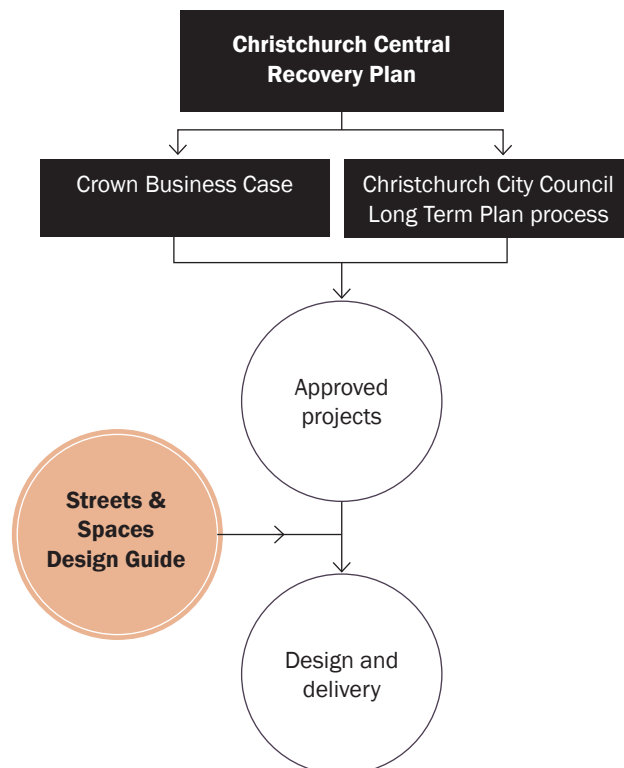 Christchurch Central
Recovery Plan
Crown Business Case
Christchurch City Council
Long Term Plan process
Approved
projects
Streets &
Spaces
Design Guide
Design and
delivery